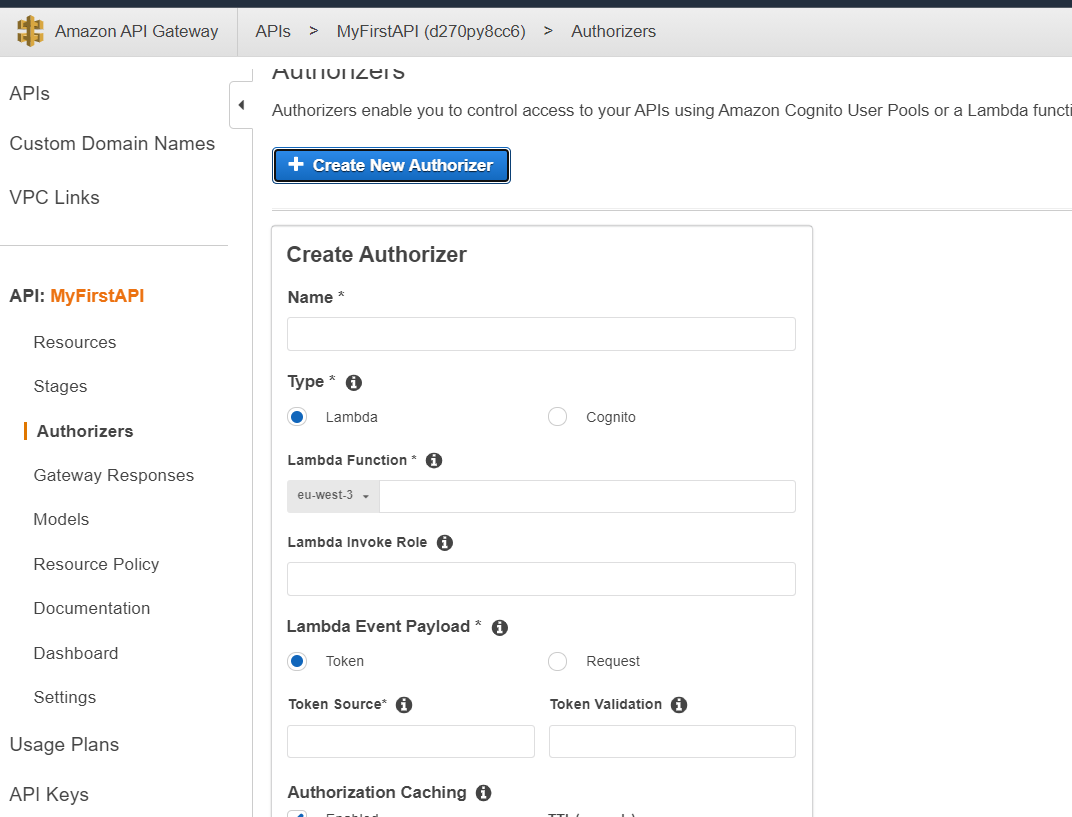 Amazon API Gateway APIs > MyFirstAPI (d270py8cc6) > Authorizers
APIs
Custom Domain Names
VPC Links
API: MyFirstAPI
Resources
Stages
Authorizers
Gateway Responses
Models
Resource Policy
Documentation
Dashboard
Settings
Usage Plans
API Keys
Authorizers
Authorizers enable you to control access to your APIs using Amazon Cognito User Pools or a Lambda functi
+ Create New Authorizer
Create Authorizer
Name *
Type *
Lambda Cognito
Lambda Function *
eu-west-3
Lambda Invoke Role
Lambda Event Payload *
Token Request
Token Source* Token Validation
Authorization Caching
Enabled TTL (seconds)